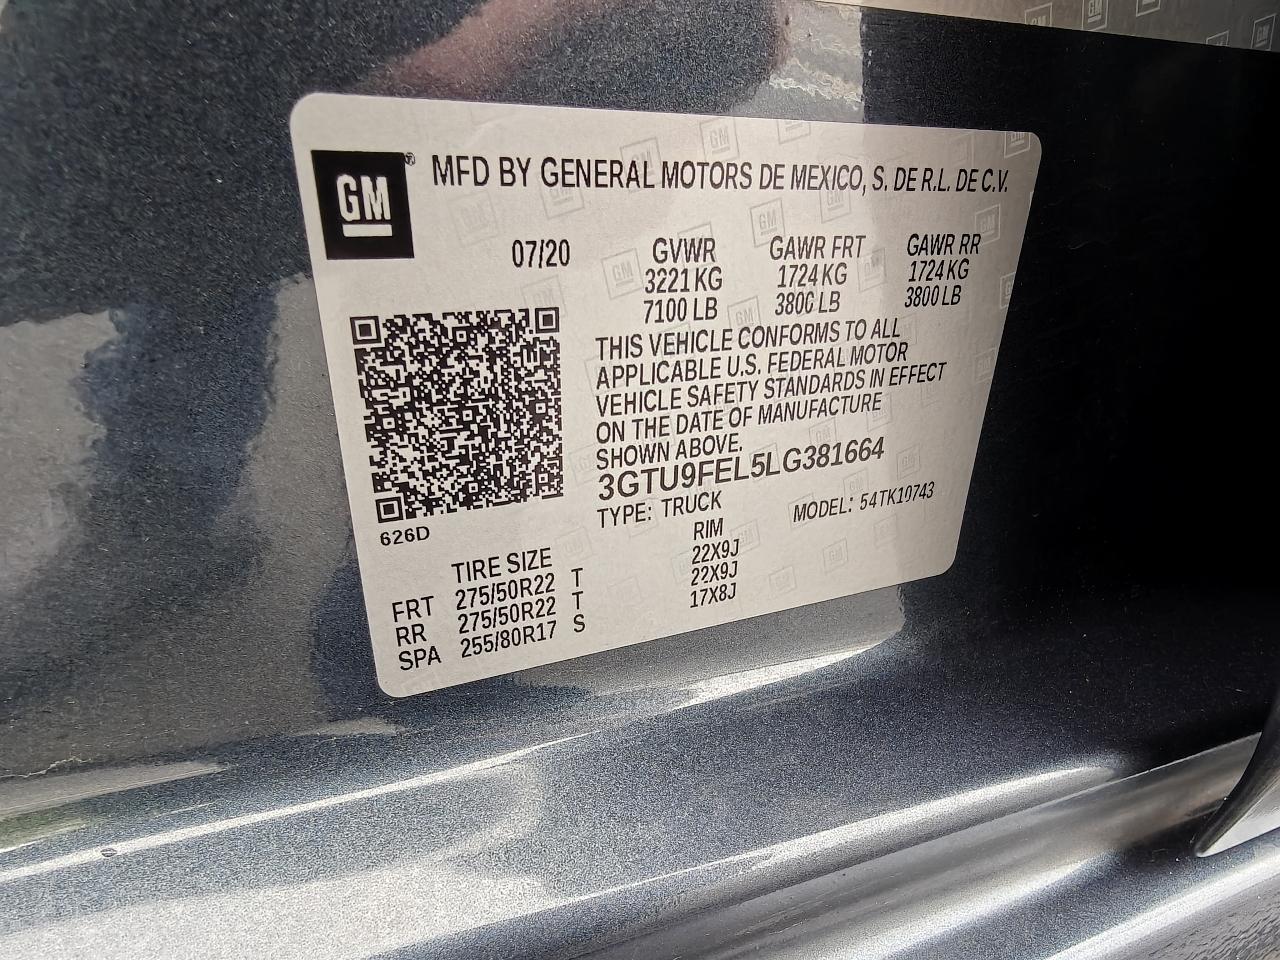 GM® MFD BY GENERAL MOTORS DE MEXICO, S. DE R.L. DE C.V.
07/20 GVWR GAWR FRT GAWR RR
3221 KG 1724 KG 1724 KG
7100 LB 3800 LB 3800 LB
THIS VEHICLE CONFORMS TO ALL
APPLICABLE U.S. FEDERAL MOTOR
VEHICLE SAFETY STANDARDS IN EFFECT
ON THE DATE OF MANUFACTURE
SHOWN ABOVE.
3GTU9FEL5LG381664
TYPE: TRUCK MODEL: 54TK10743
626D
TIRE SIZE RIM
FRT 275/50R22 T 22X9J
RR 275/50R22 T 22X9J
SPA 255/80R17 S 17X8J